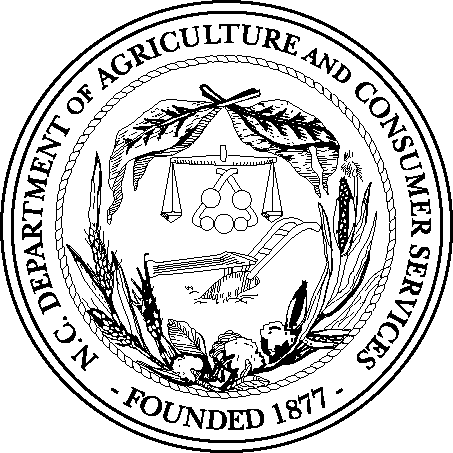 N.C. DEPARTMENT OF AGRICULTURE AND CONSUMER SERVICES
- FOUNDED 1877 -